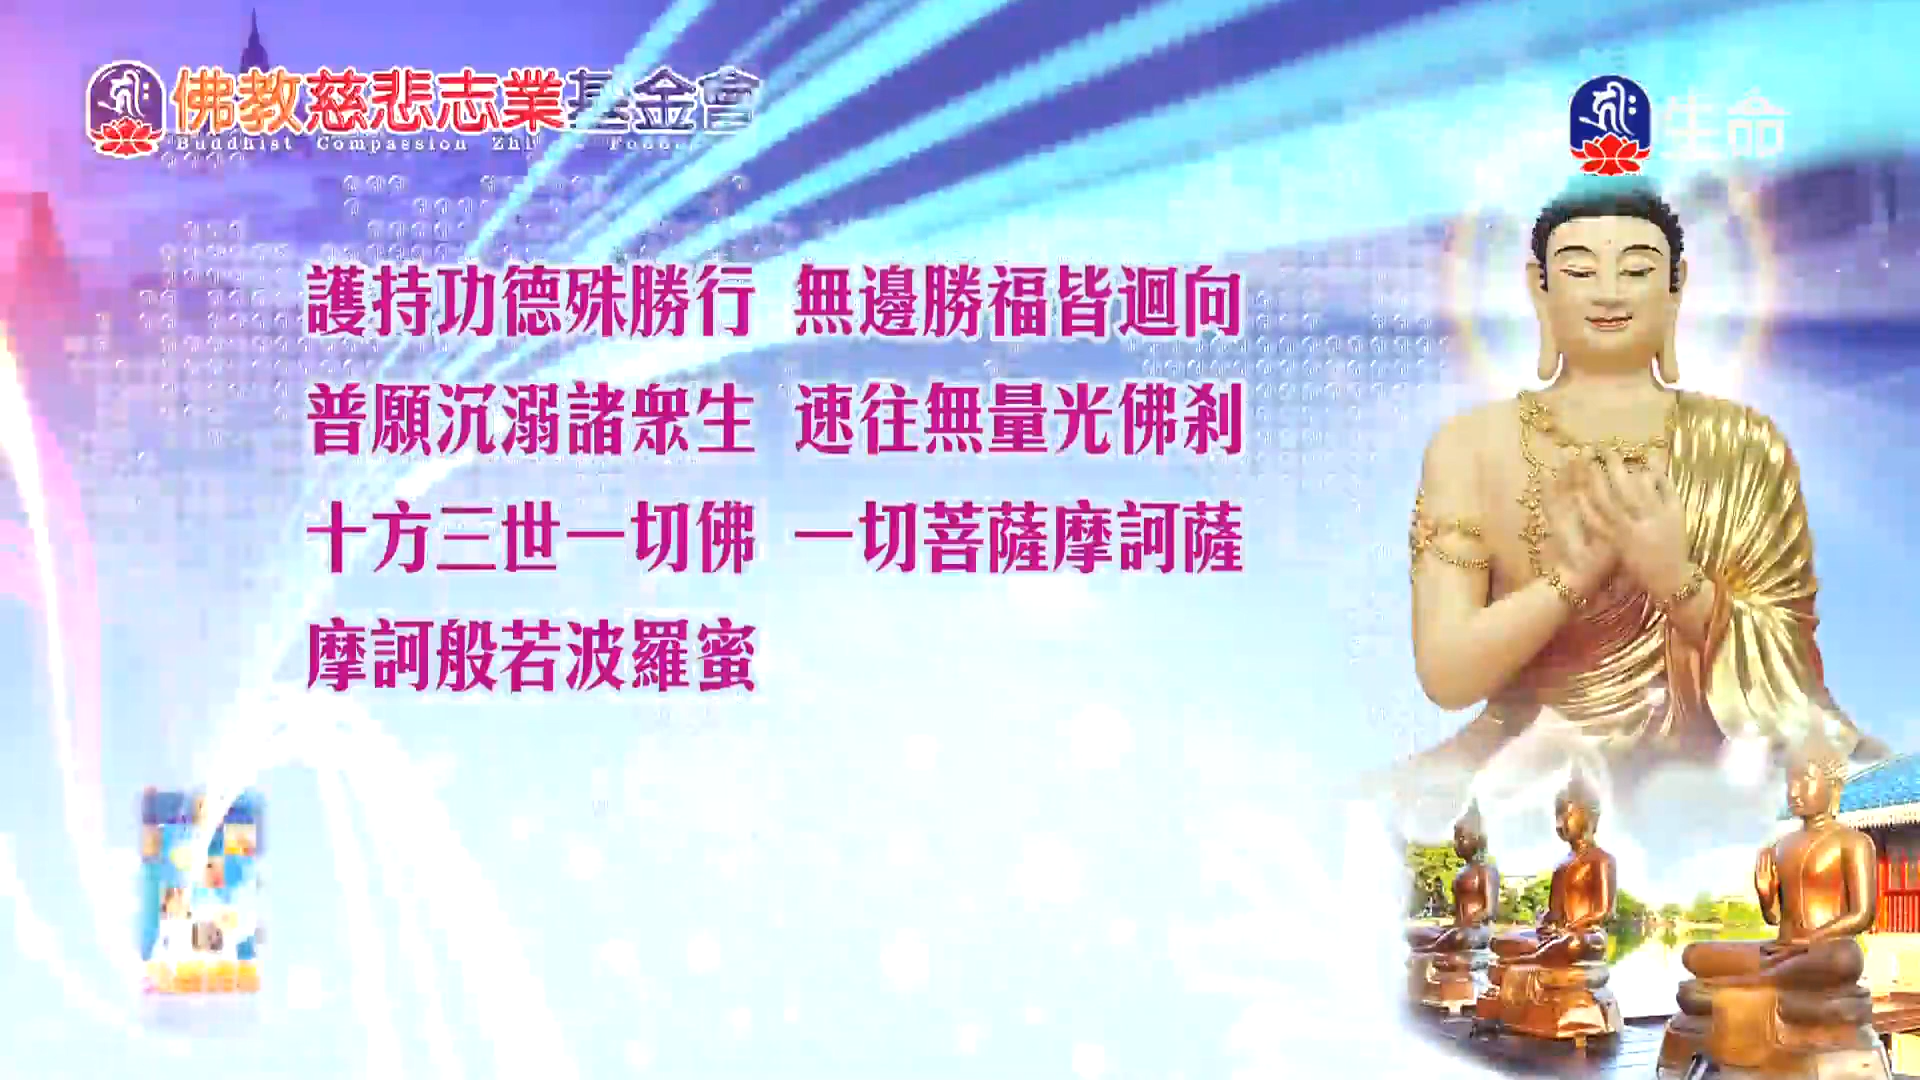 佛教慈悲志業基金會
Buddhist Compassion
生命
護持功德殊勝行 無邊勝福皆迴向
普願沉溺諸眾生 速往無量光佛剎
十方三世一切佛 一切菩薩摩訶薩
摩訶般若波羅蜜